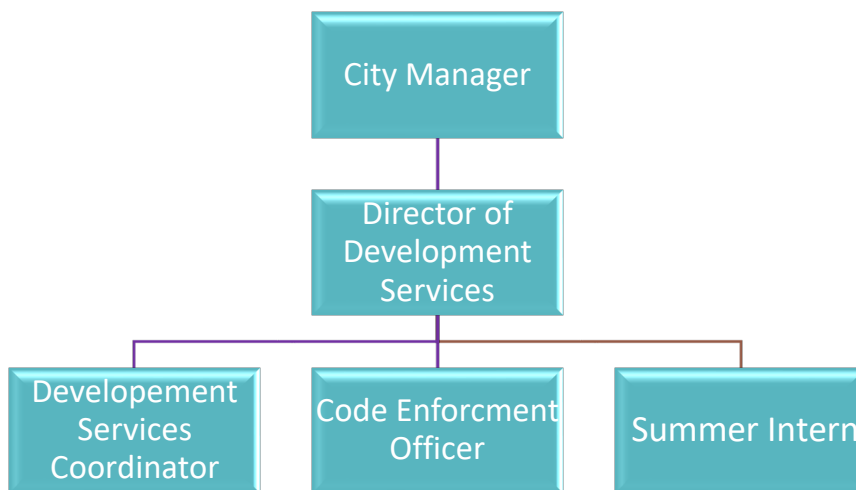 City Manager
Director of
Development
Services
Developement
Services
Coordinator
Code Enforcment
Officer
Summer Intern